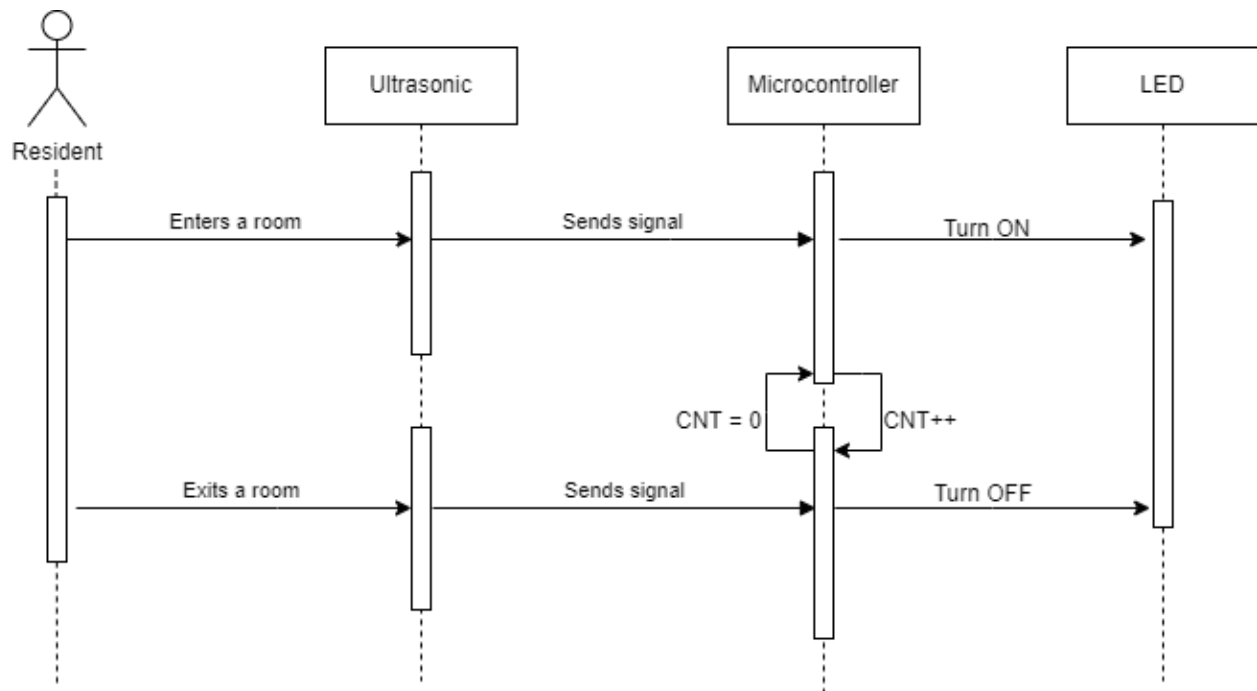 Ultrasonic
Microcontroller
LED
Resident
Enters a room
Sends signal
Turn ON
CNT = 0
CNT++
Exits a room
Sends signal
Turn OFF